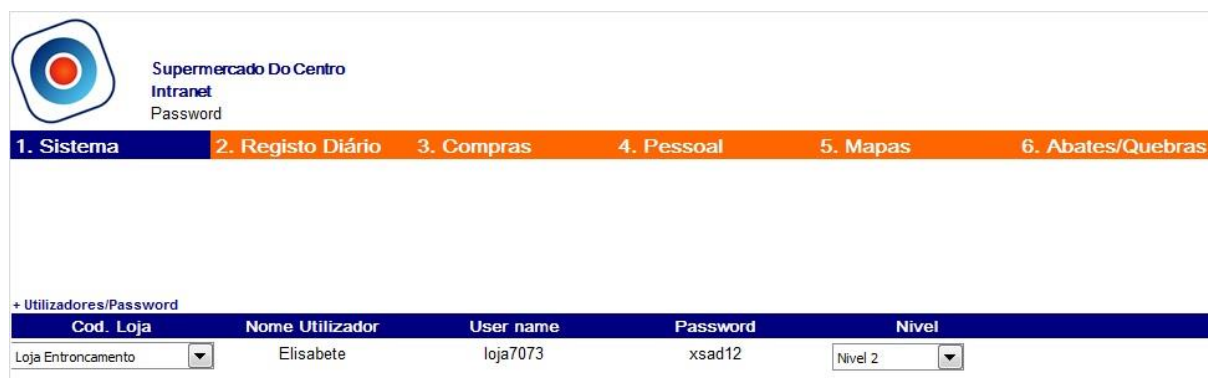 Supermercado Do Centro
Intranet
Password
1. Sistema 2. Registo Diário 3. Compras 4. Pessoal 5. Mapas 6. Abates/Quebras
+ Utilizadores/Password
Cod. Loja Nome Utilizador User name Password Nivel
Loja Entroncamento Elisabete loja7073 xsad12 Nivel 2